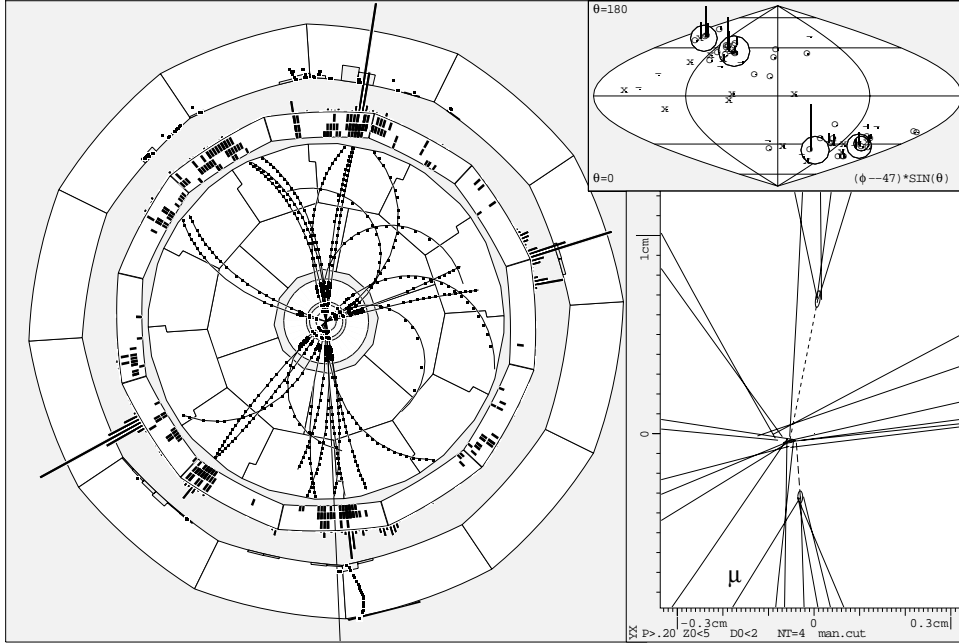 θ=180
θ=0
(ϕ--47)*SIN(θ)
1cm
0
μ
-0.3cm
0
0.3cm
YX
P>.20 Z0<5 D0<2 NT=4 man.cut